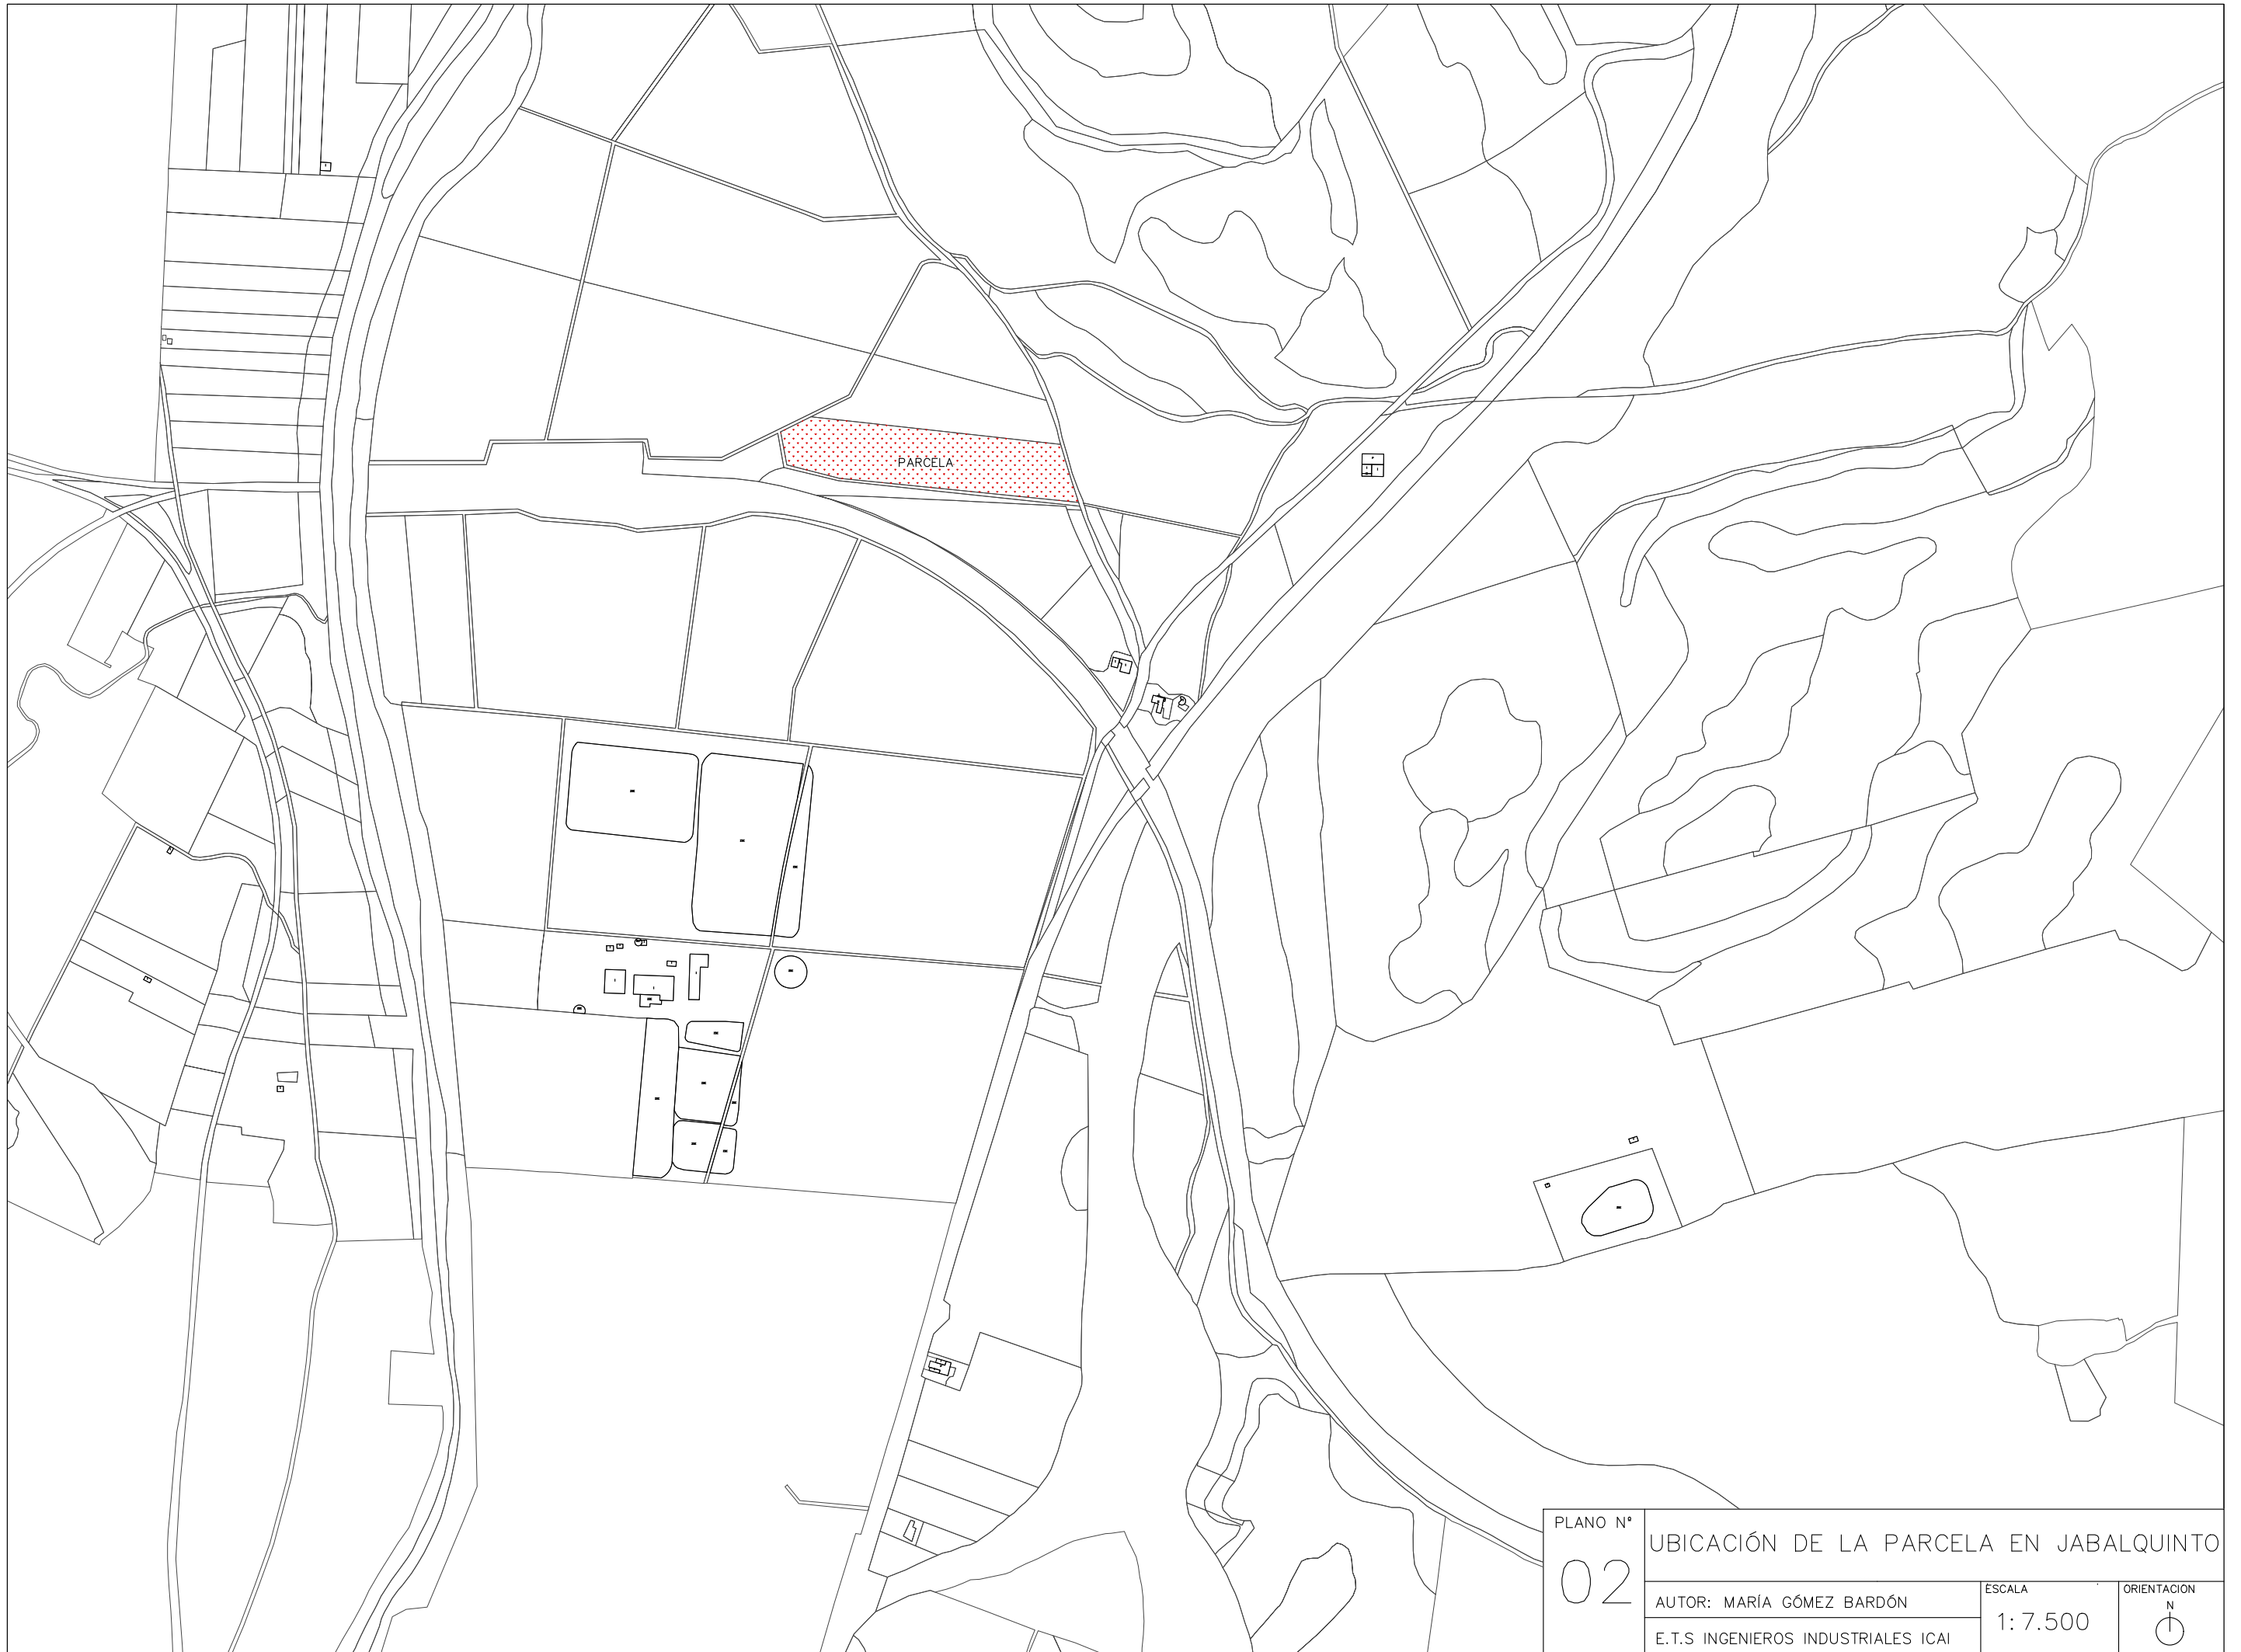 PARCELA
PLANO Nº
02
UBICACIÓN DE LA PARCELA EN JABALQUINTO
AUTOR: MARÍA GÓMEZ BARDÓN
E.T.S INGENIEROS INDUSTRIALES ICAI
ESCALA
1:7.500
ORIENTACION
N